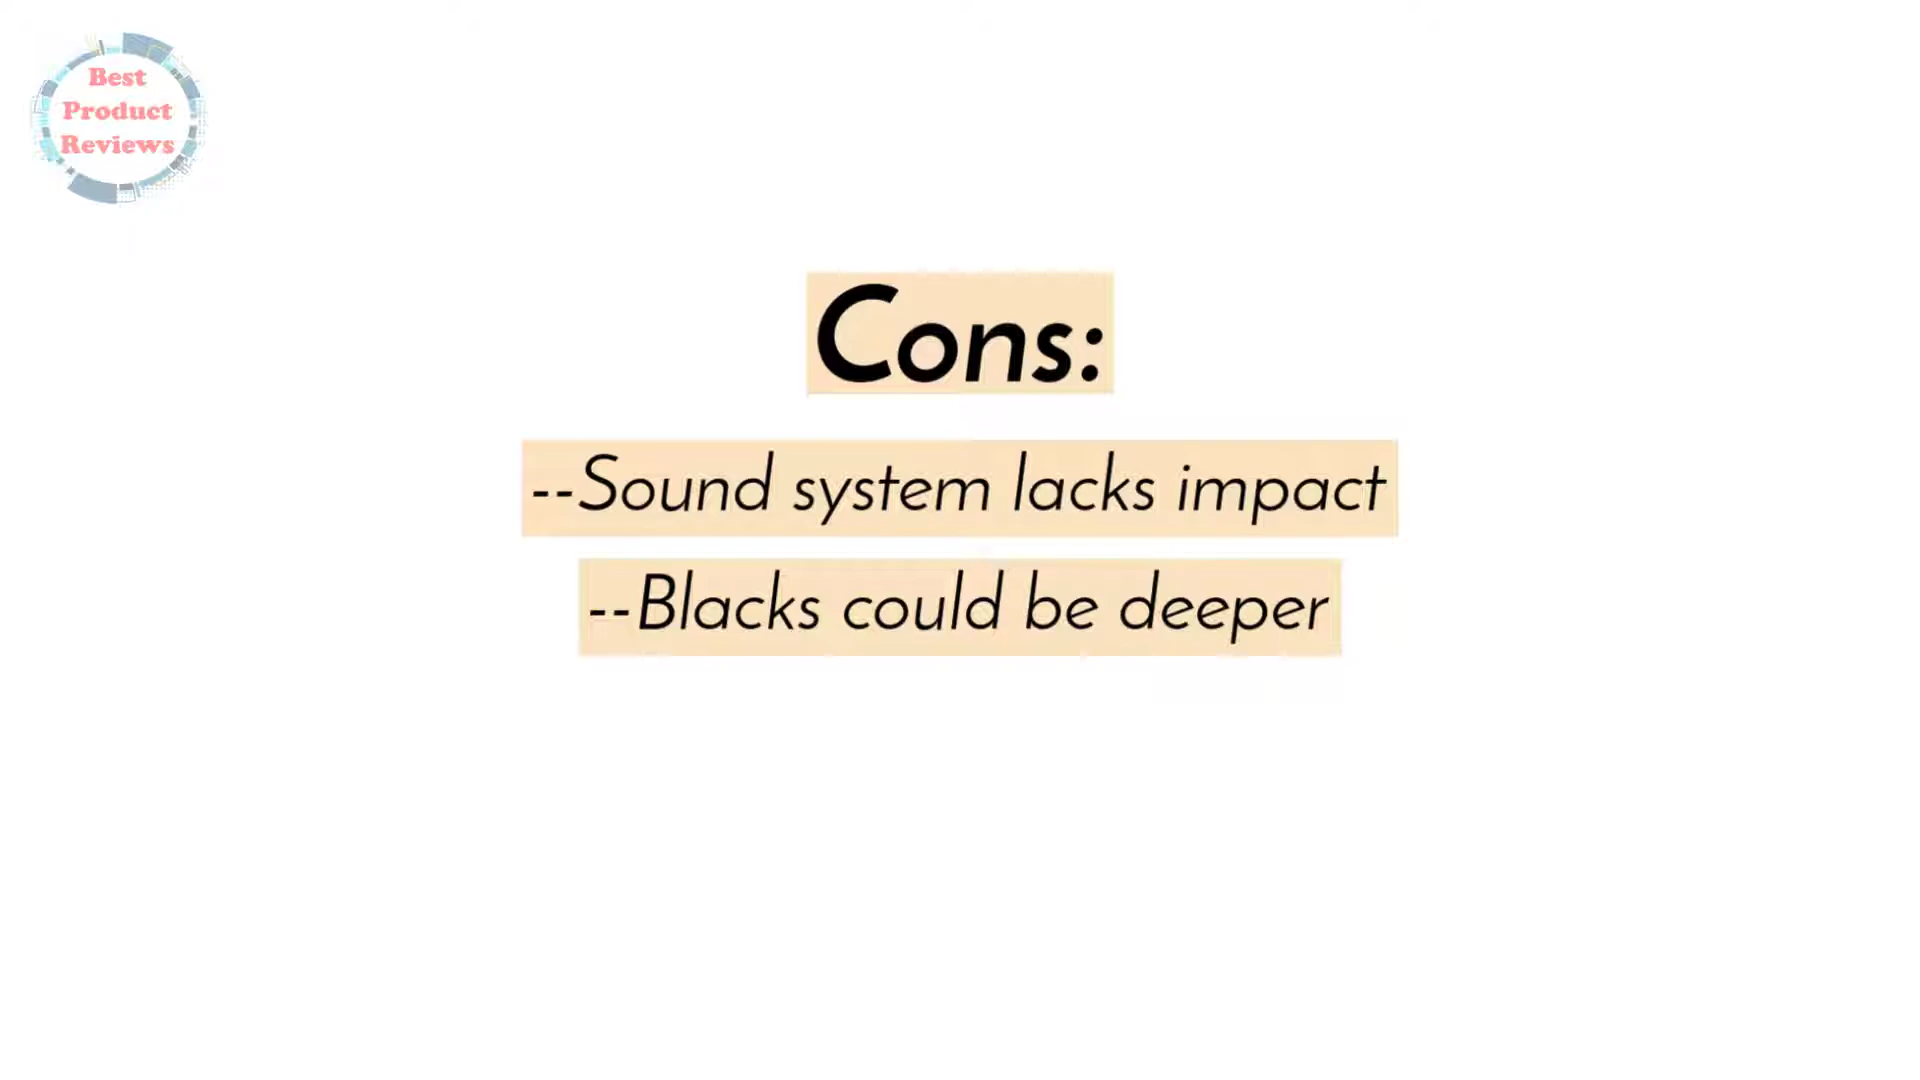 Best
Product
Reviews
Cons:
--Sound system lacks impact
--Blacks could be deeper